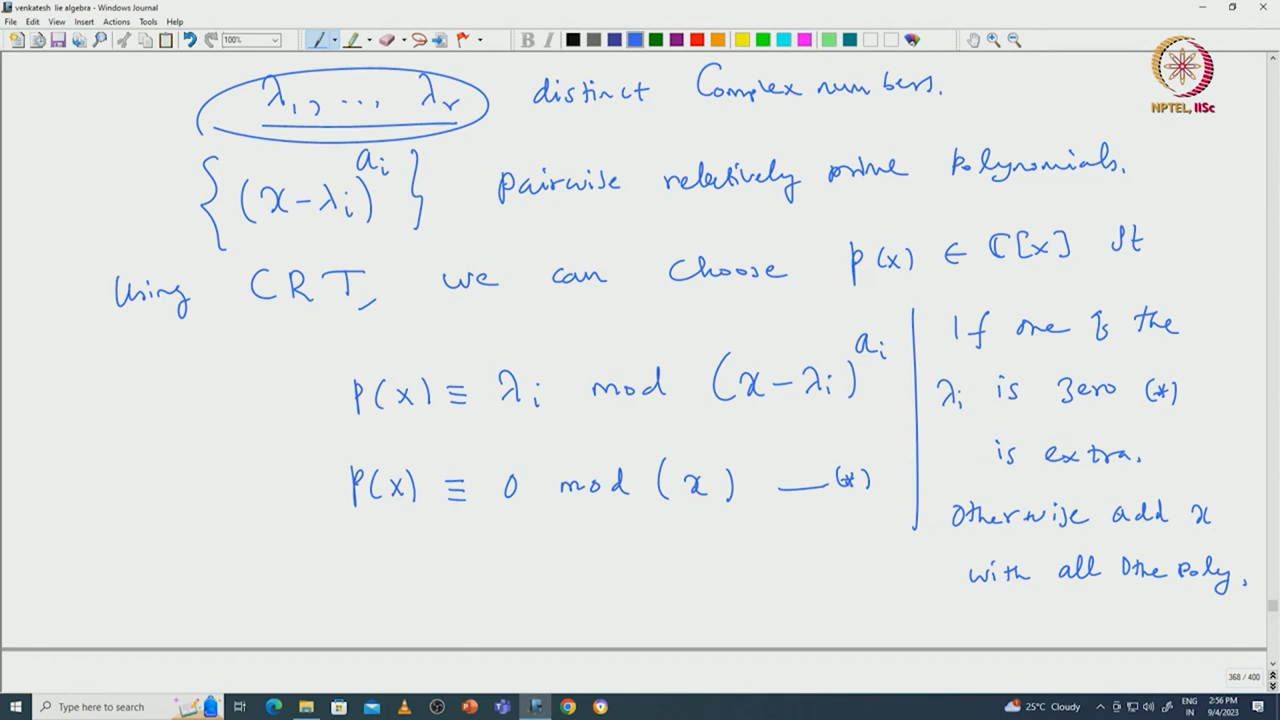 venkatesh lie algebra - Windows Journal
File Edit View Insert Actions Tools Help
100%
NPTEL, IISc
λ₁, ..., λᵣ distinct Complex numbers.
{(x-λᵢ)^{aᵢ}} pairwise relatively prime polynomials.
Using CRT, we can choose p(x) ∈ ℂ[x] st
p(x) ≡ λᵢ mod (x-λᵢ)^{aᵢ}
p(x) ≡ 0 mod (x) —(*)
If one of the
λᵢ is zero (*)
is extra.
Otherwise add x
with all othe poly.
368 / 400
Type here to search
25°C Cloudy
ENG
IN
2:56 PM
9/4/2023